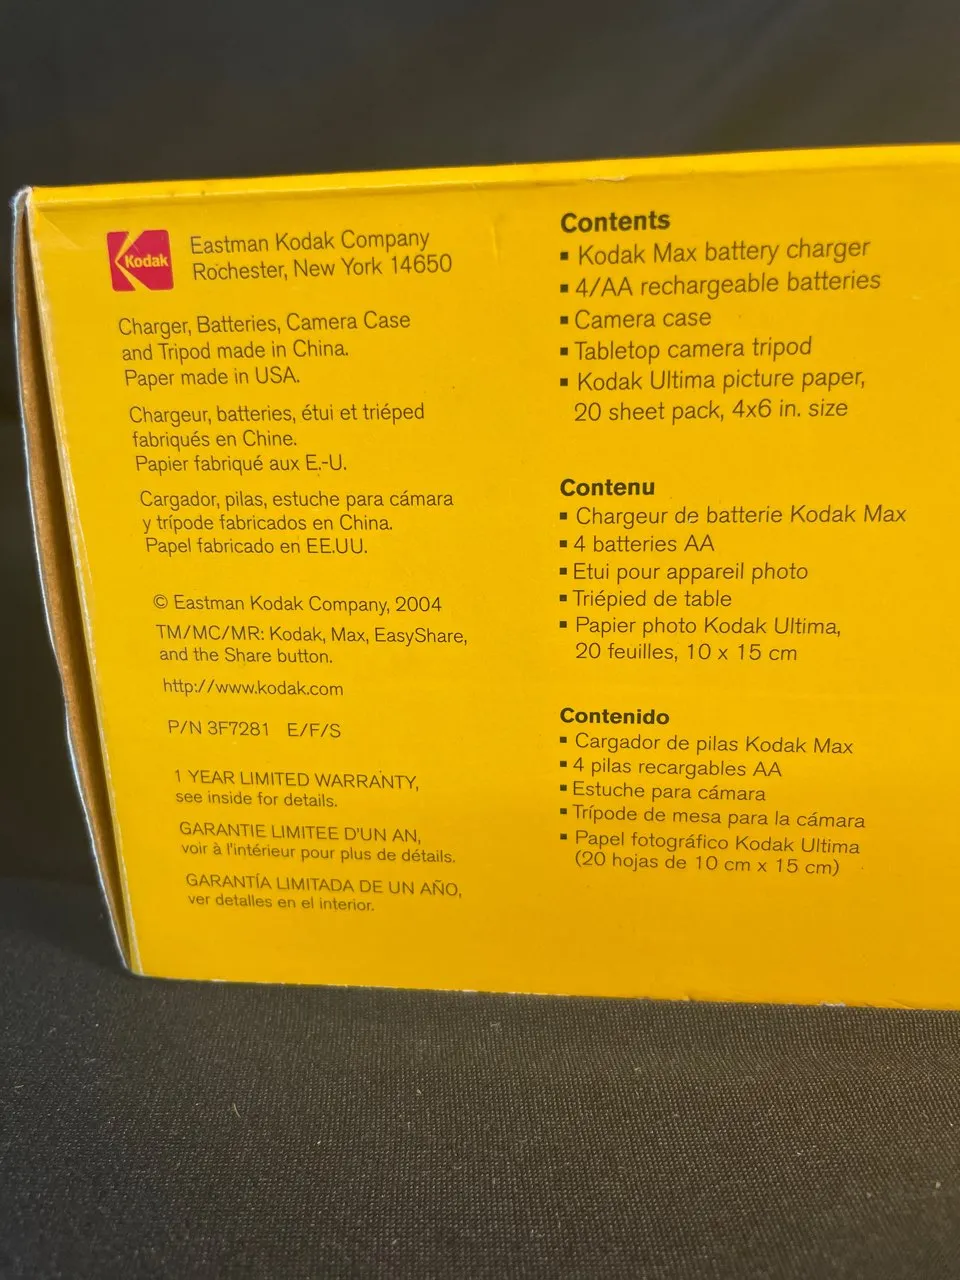 Kodak
Eastman Kodak Company
Rochester, New York 14650
Charger, Batteries, Camera Case
and Tripod made in China.
Paper made in USA.
Chargeur, batteries, étui et triéped
fabriqués en Chine.
Papier fabriqué aux E.-U.
Cargador, pilas, estuche para cámara
y trípode fabricados en China.
Papel fabricado en EE.UU.
© Eastman Kodak Company, 2004
TM/MC/MR: Kodak, Max, EasyShare,
and the Share button.
http://www.kodak.com
P/N 3F7281 E/F/S
1 YEAR LIMITED WARRANTY,
see inside for details.
GARANTIE LIMITEE D'UN AN,
voir à l'intérieur pour plus de détails.
GARANTÍA LIMITADA DE UN AÑO,
ver detalles en el interior.
Contents
▪ Kodak Max battery charger
▪ 4/AA rechargeable batteries
▪ Camera case
▪ Tabletop camera tripod
▪ Kodak Ultima picture paper,
20 sheet pack, 4x6 in. size
Contenu
▪ Chargeur de batterie Kodak Max
▪ 4 batteries AA
▪ Etui pour appareil photo
▪ Triépied de table
▪ Papier photo Kodak Ultima,
20 feuilles, 10 x 15 cm
Contenido
▪ Cargador de pilas Kodak Max
▪ 4 pilas recargables AA
▪ Estuche para cámara
▪ Trípode de mesa para la cámara
▪ Papel fotográfico Kodak Ultima
(20 hojas de 10 cm x 15 cm)